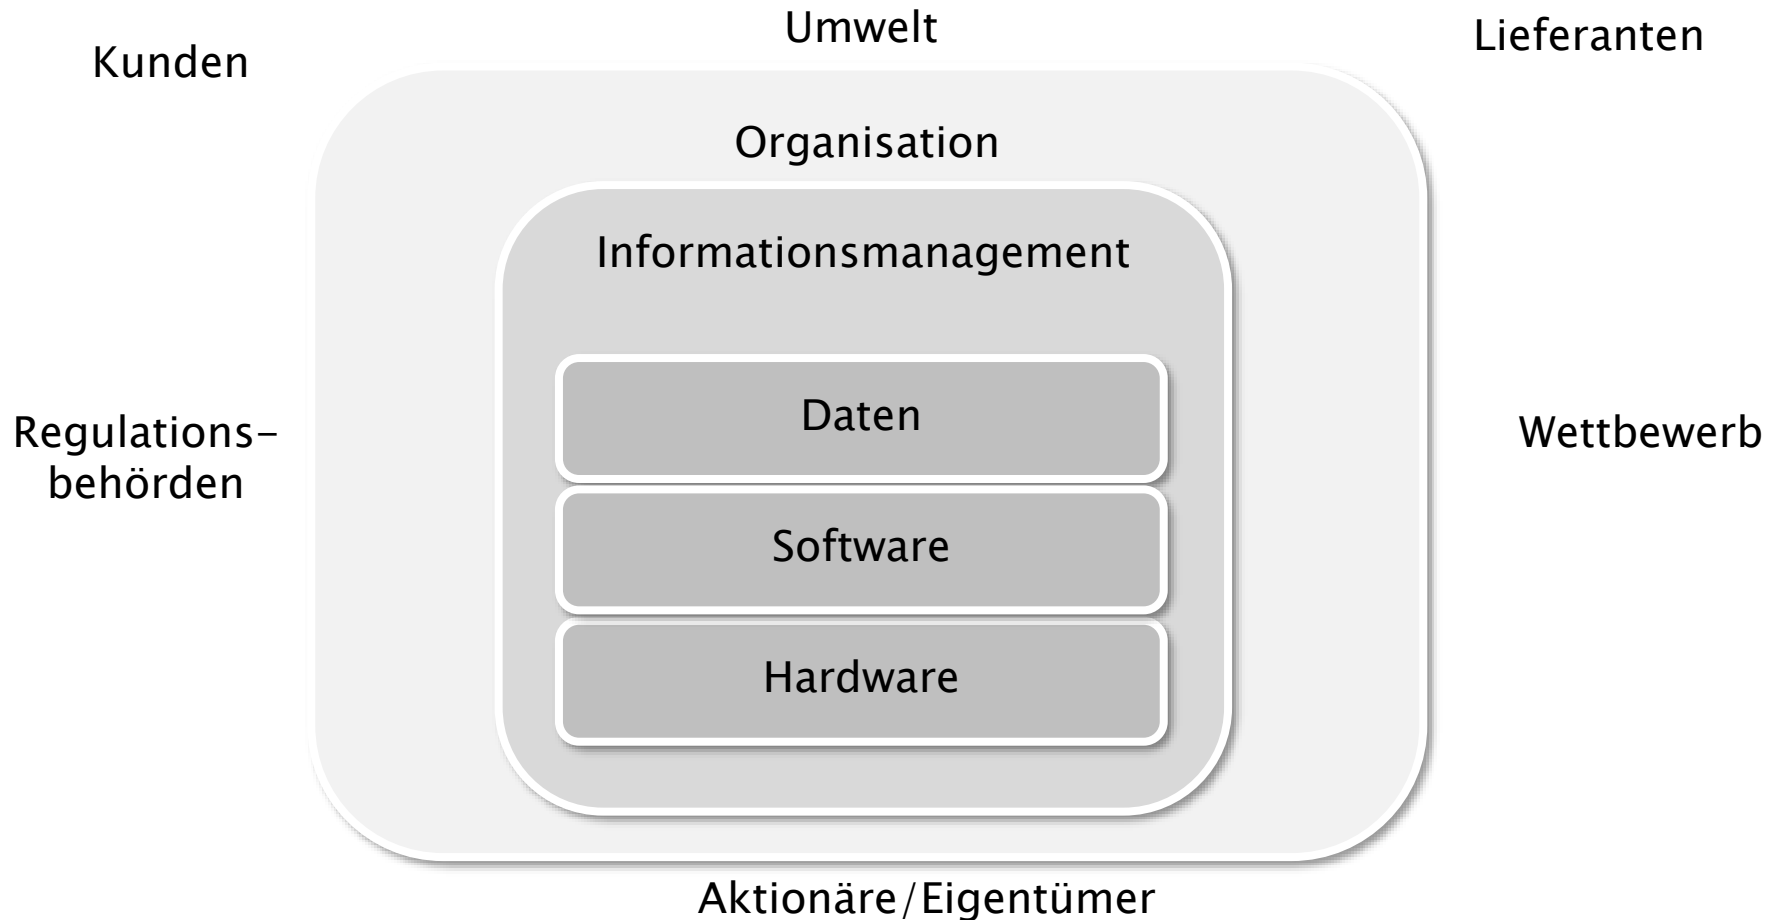 Umwelt
Kunden
Lieferanten
Organisation
Informationsmanagement
Daten
Regulations-
behörden
Wettbewerb
Software
Hardware
Aktionäre/Eigentümer